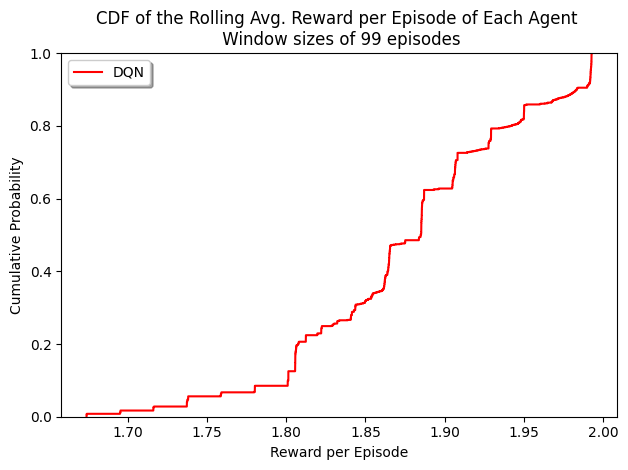 CDF of the Rolling Avg. Reward per Episode of Each Agent
Window sizes of 99 episodes
DQN
Cumulative Probability
1.0
0.8
0.6
0.4
0.2
0.0
1.70 1.75 1.80 1.85 1.90 1.95 2.00
Reward per Episode